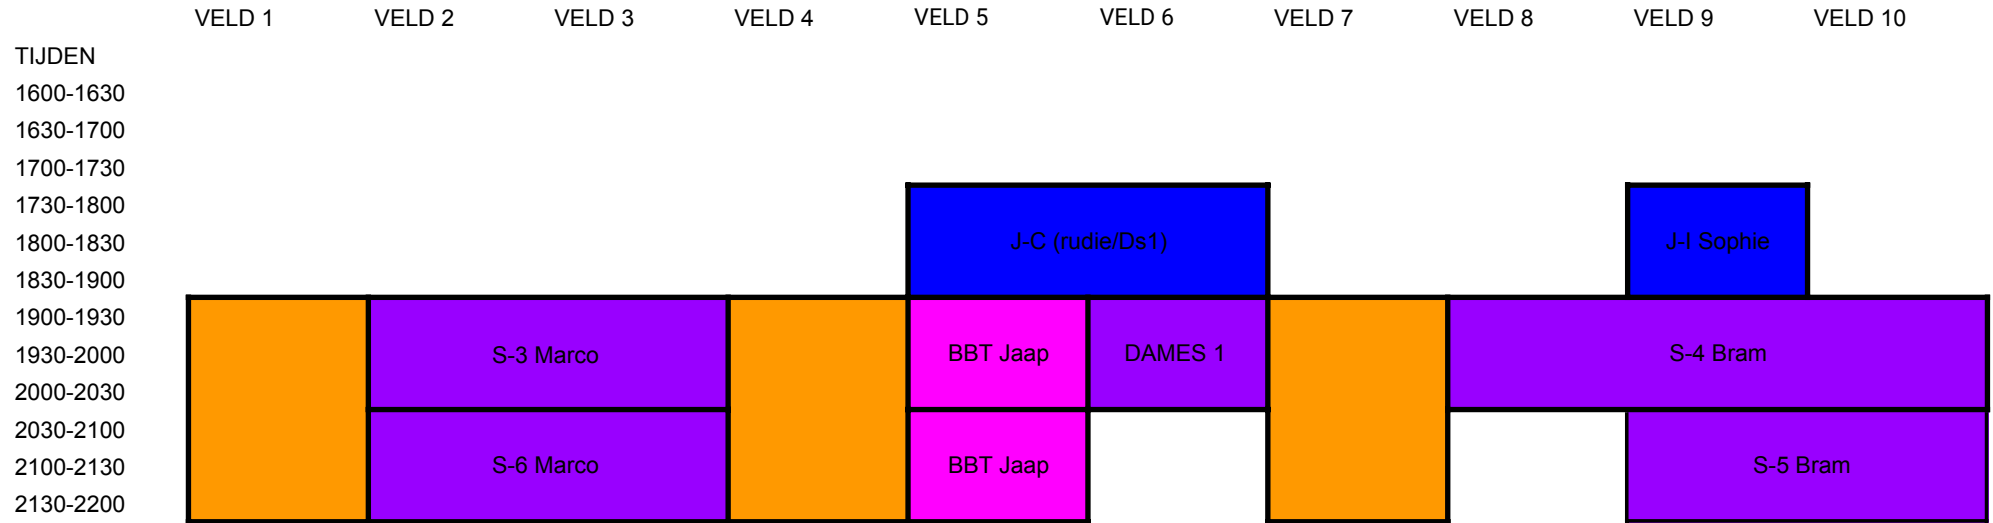 VELD 1 VELD 2 VELD 3 VELD 4 VELD 5 VELD 6 VELD 7 VELD 8 VELD 9 VELD 10
TIJDEN
1600-1630
1630-1700
1700-1730
1730-1800
1800-1830 J-C (rudie/Ds1) J-I Sophie
1830-1900
1900-1930
1930-2000 S-3 Marco BBT Jaap DAMES 1 S-4 Bram
2000-2030
2030-2100
2100-2130 S-6 Marco BBT Jaap S-5 Bram
2130-2200